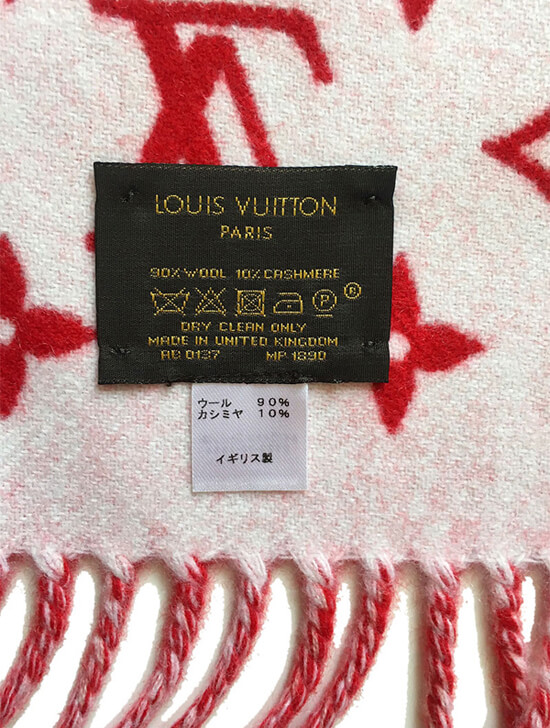 LOUIS VUITTON
PARIS
90% WOOL 10% CASHMERE
P ®
DRY CLEAN ONLY
MADE IN UNITED KINGDOM
AB 0137 MP 1890
ウール 90%
カシミヤ 10%
イギリス製